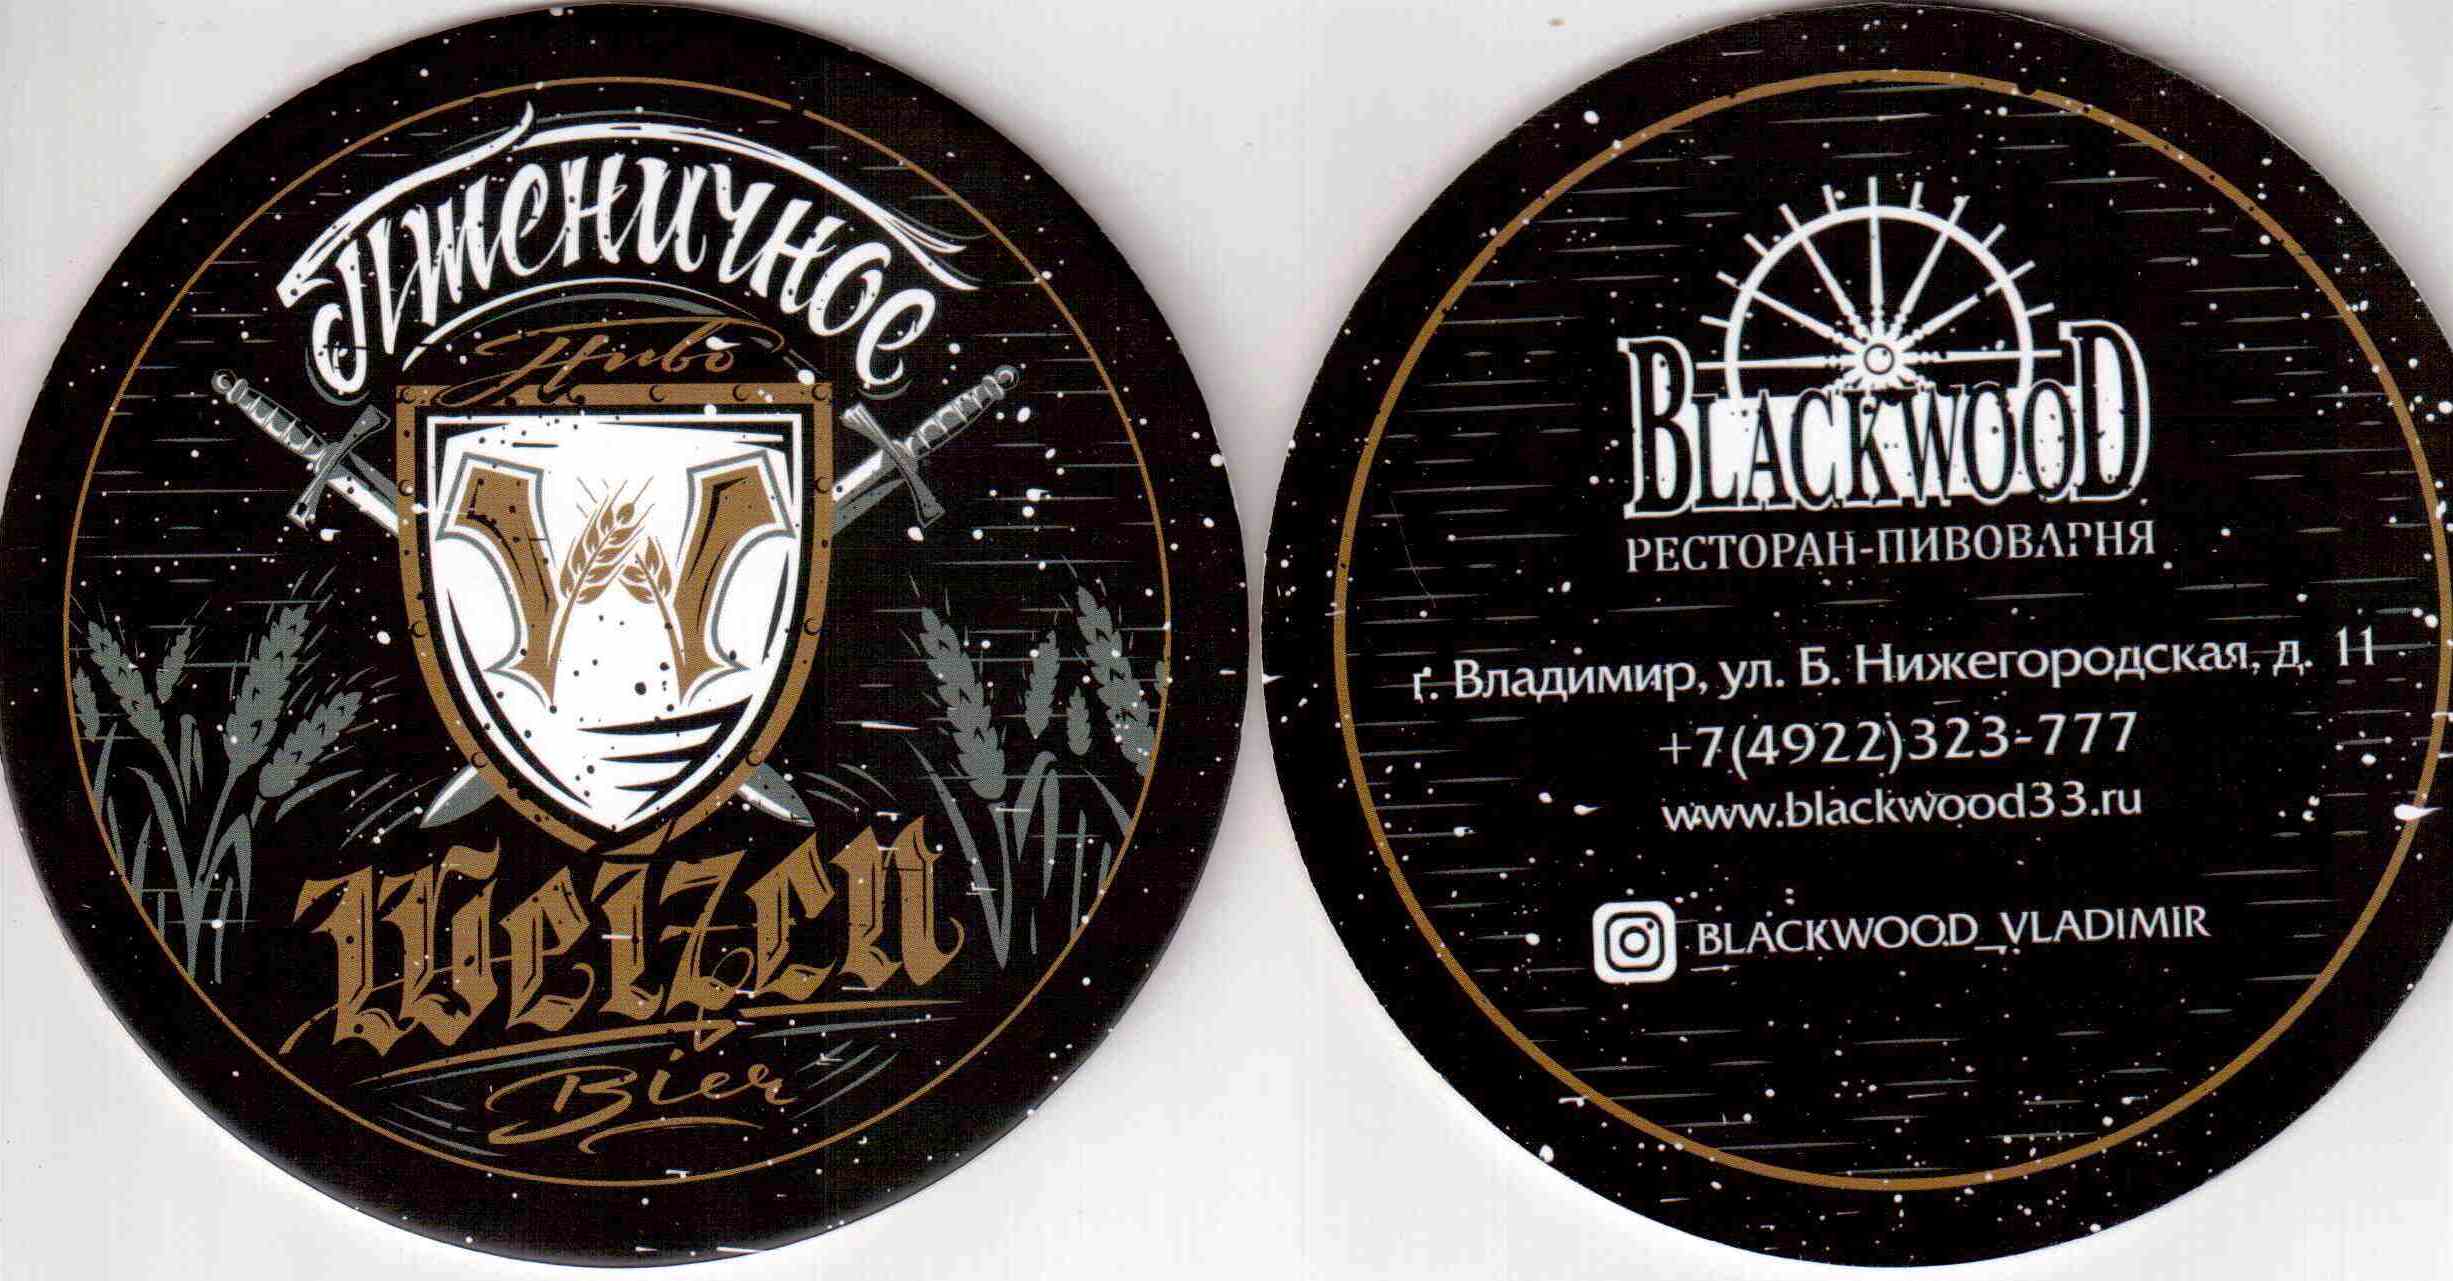 Пшеничное
Пиво
Weizen
Bier
BLACKWOOD
РЕСТОРАН-ПИВОВАРНЯ
г. Владимир, ул. Б. Нижегородская, д. 11
+7(4922)323-777
www.blackwood33.ru
BLACKWOOD_VLADIMIR